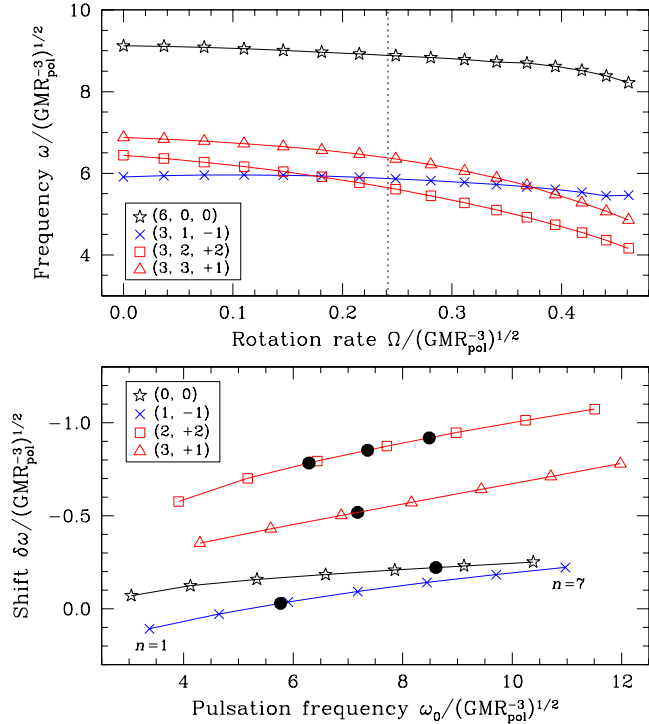 10
8
6
4
Frequency ω/(GMR_pol^-3)^1/2
(6, 0, 0)
(3, 1, -1)
(3, 2, +2)
(3, 3, +1)
0.0 0.1 0.2 0.3 0.4
Rotation rate Ω/(GMR_pol^-3)^1/2
(0, 0)
(1, -1)
(2, +2)
(3, +1)
-1.0
-0.5
0.0
Shift δω/(GMR_pol^-3)^1/2
n=1
n=7
4 6 8 10 12
Pulsation frequency ω_0/(GMR_pol^-3)^1/2